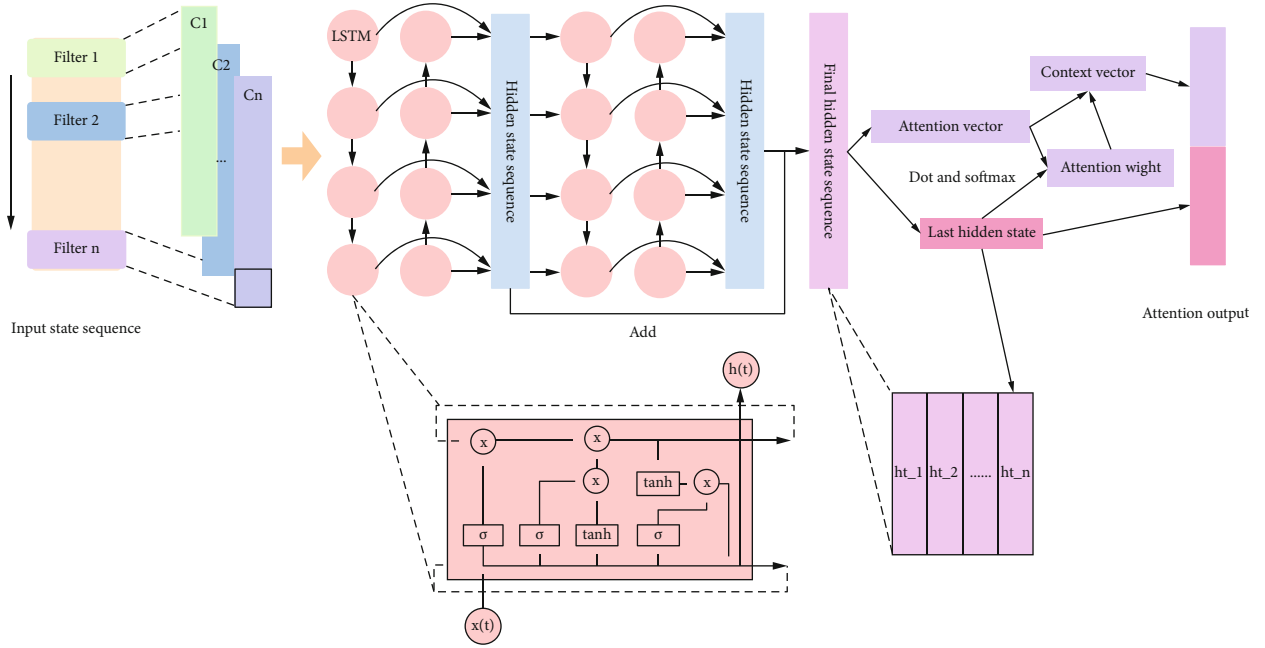 Filter 1
Filter 2
Filter n
Input state sequence
C1
C2
...
Cn
LSTM
Hidden state sequence
Hidden state sequence
Add
Final hidden state sequence
Attention vector
Context vector
Attention wight
Dot and softmax
Last hidden state
Attention output
h(t)
x
x
x
tanh
x
σ
σ
tanh
σ
x(t)
ht_1
ht_2
......
ht_n